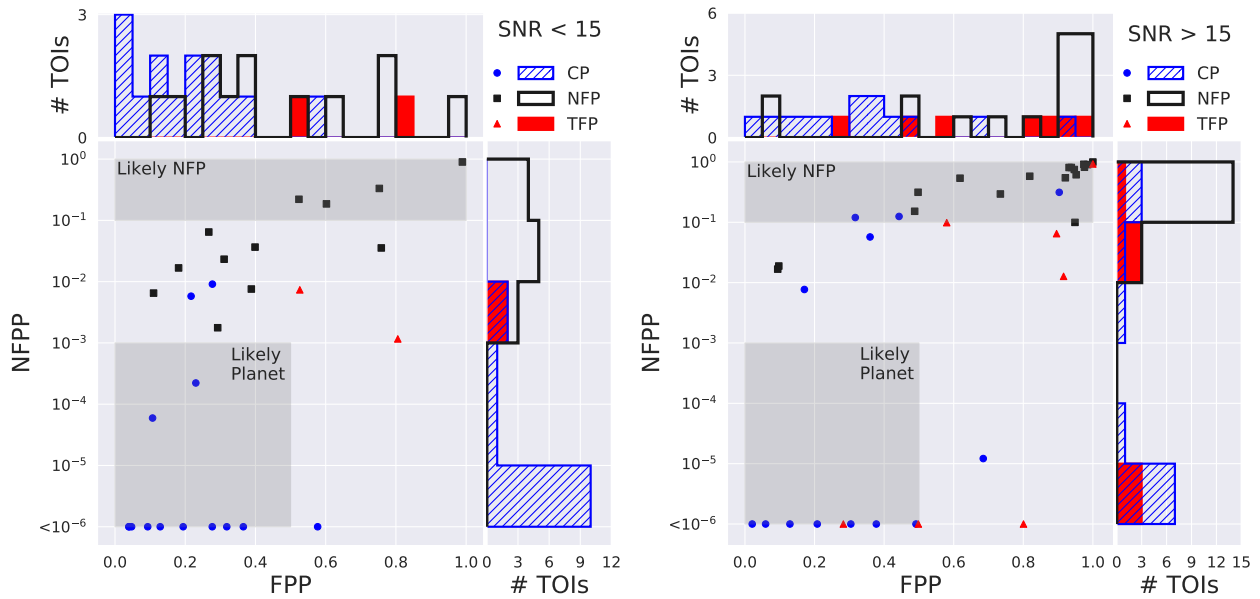 3
0
# TOIs
SNR < 15
CP
NFP
TFP
10⁰
10⁻¹
10⁻²
10⁻³
10⁻⁴
10⁻⁵
<10⁻⁶
NFPP
Likely NFP
Likely
Planet
0.0 0.2 0.4 0.6 0.8 1.0
FPP
0 3 6 9 12
# TOIs
6
3
0
# TOIs
SNR > 15
CP
NFP
TFP
10⁰
10⁻¹
10⁻²
10⁻³
10⁻⁴
10⁻⁵
<10⁻⁶
NFPP
Likely NFP
Likely
Planet
0.0 0.2 0.4 0.6 0.8 1.0
FPP
0 3 6 9 12 15
# TOIs